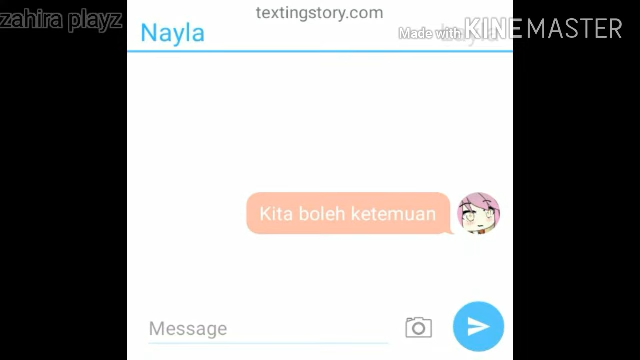 textingstory.com
zahira playz
Nayla
Made with KINEMASTER
Kita boleh ketemuan
Message